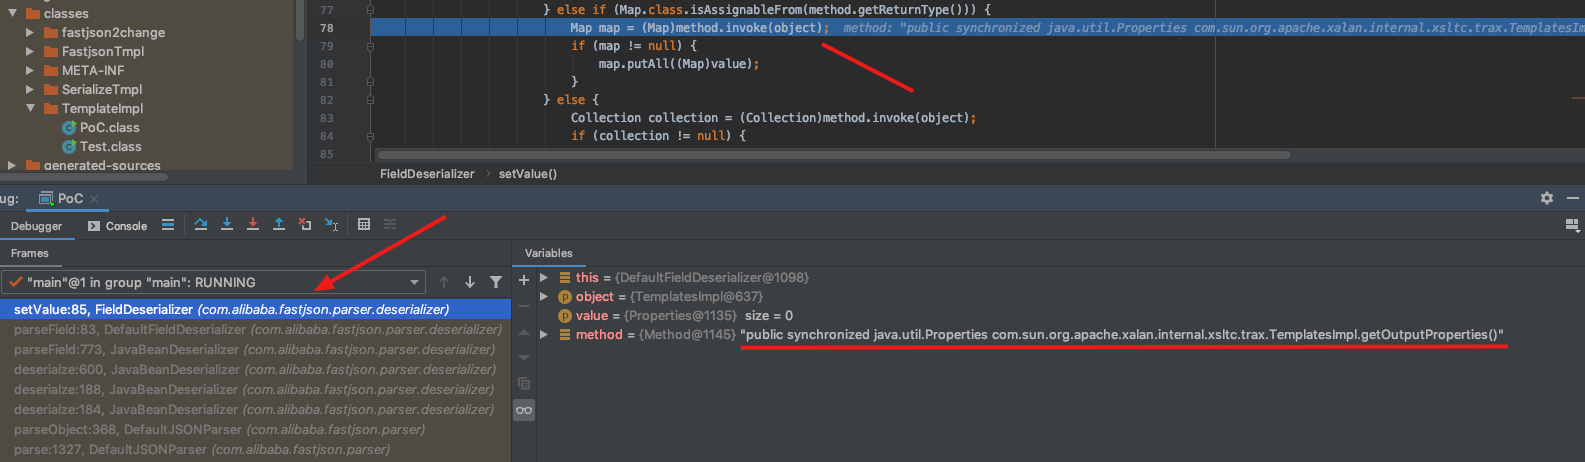 classes
fastjson2change
FastjsonTmpl
META-INF
SerializeTmpl
TemplateImpl
PoC.class
Test.class
generated-sources
77 } else if (Map.class.isAssignableFrom(method.getReturnType())) {
78 Map map = (Map)method.invoke(object); method: "public synchronized java.util.Properties com.sun.org.apache.xalan.internal.xsltc.trax.TemplatesIm
79 if (map != null) {
80 map.putAll((Map)value);
81 }
82 } else {
83 Collection collection = (Collection)method.invoke(object);
84 if (collection != null) {
85
FieldDeserializer › setValue()
ug: PoC ×
Debugger Console
Frames
"main"@1 in group "main": RUNNING
setValue:85, FieldDeserializer (com.alibaba.fastjson.parser.deserializer)
parseField:83, DefaultFieldDeserializer (com.alibaba.fastjson.parser.deserializer)
parseField:773, JavaBeanDeserializer (com.alibaba.fastjson.parser.deserializer)
deserialze:600, JavaBeanDeserializer (com.alibaba.fastjson.parser.deserializer)
deserialze:188, JavaBeanDeserializer (com.alibaba.fastjson.parser.deserializer)
deserialze:184, JavaBeanDeserializer (com.alibaba.fastjson.parser.deserializer)
parseObject:368, DefaultJSONParser (com.alibaba.fastjson.parser)
parse:1327, DefaultJSONParser (com.alibaba.fastjson.parser)
Variables
this = {DefaultFieldDeserializer@1098}
object = {TemplatesImpl@637}
value = {Properties@1135} size = 0
method = {Method@1145} "public synchronized java.util.Properties com.sun.org.apache.xalan.internal.xsltc.trax.TemplatesImpl.getOutputProperties()"